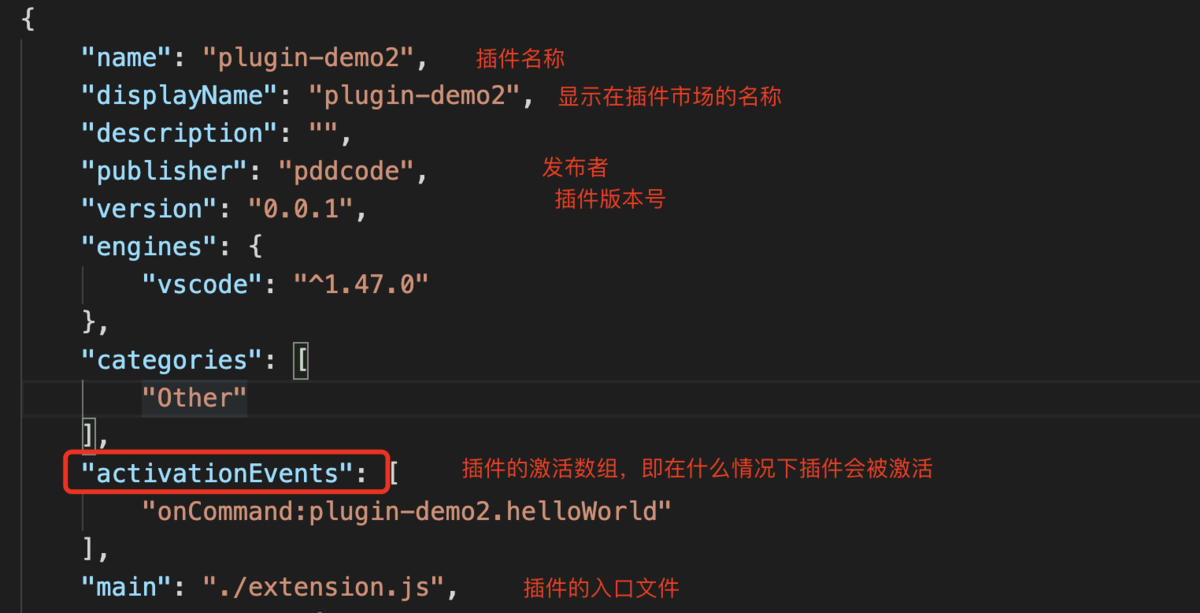 {
"name": "plugin-demo2", 插件名称
"displayName": "plugin-demo2", 显示在插件市场的名称
"description": "",
"publisher": "pddcode", 发布者
"version": "0.0.1", 插件版本号
"engines": {
"vscode": "^1.47.0"
},
"categories": [
"Other"
],
"activationEvents": [ 插件的激活数组，即在什么情况下插件会被激活
"onCommand:plugin-demo2.helloWorld"
],
"main": "./extension.js", 插件的入口文件